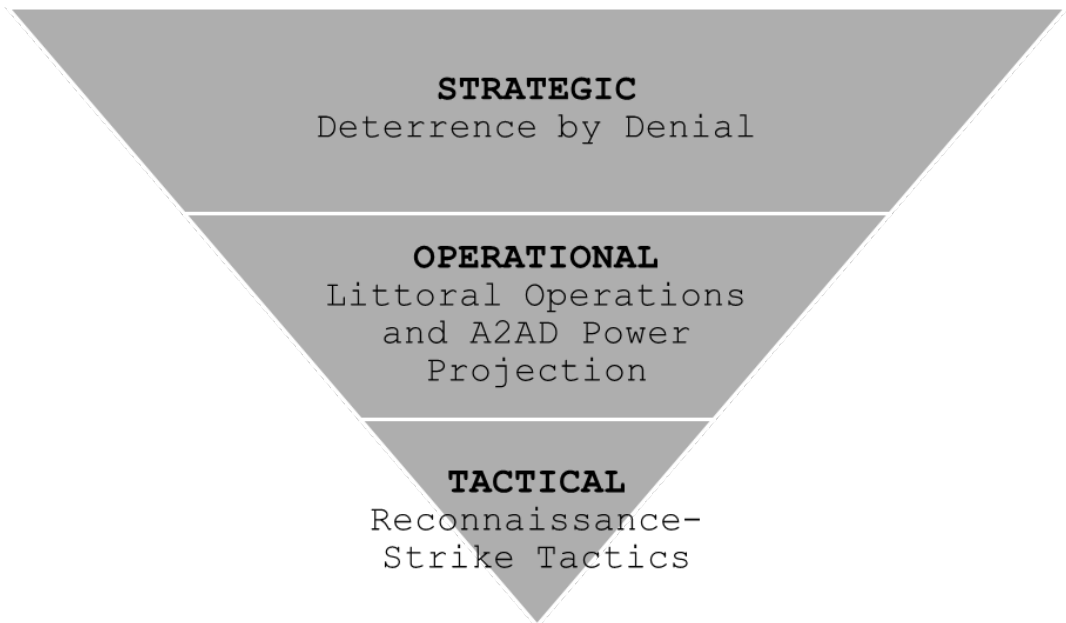 STRATEGIC
Deterrence by Denial
OPERATIONAL
Littoral Operations
and A2AD Power
Projection
TACTICAL
Reconnaissance-
Strike Tactics